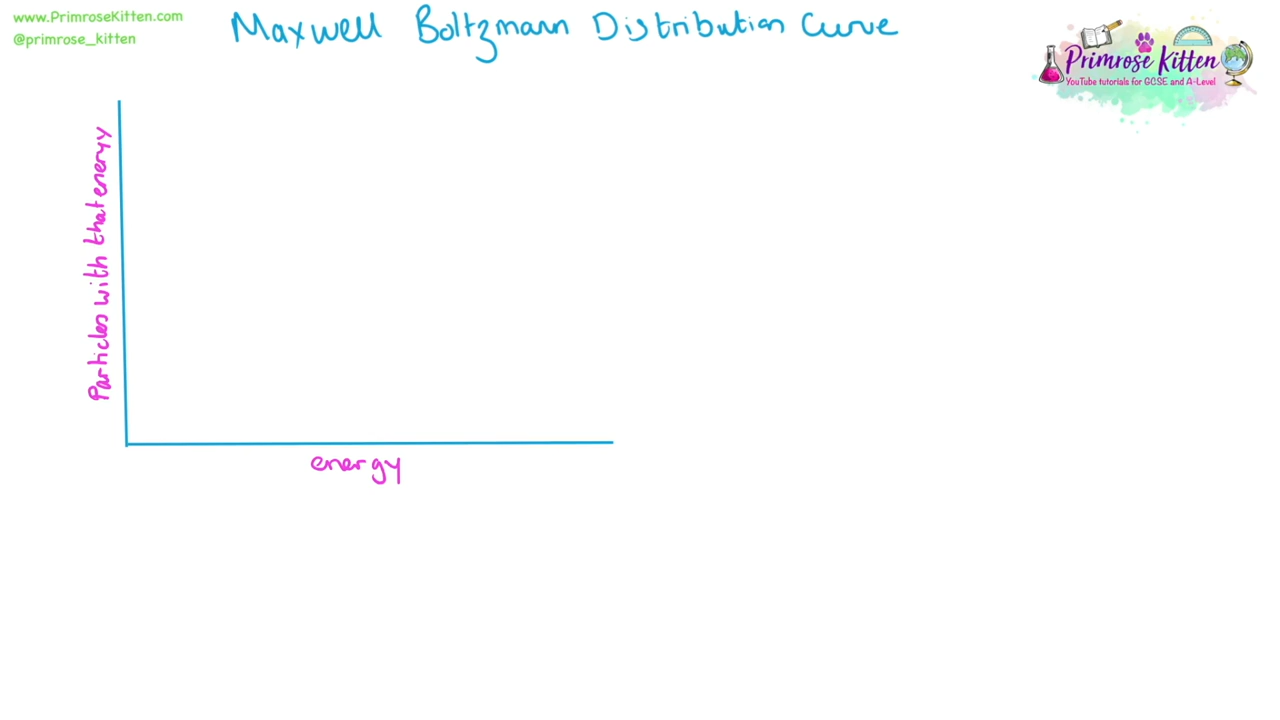 www.PrimroseKitten.com
@primrose_kitten
Maxwell Boltzmann Distribution Curve
Primrose Kitten
YouTube tutorials for GCSE and A-Level
Particles with that energy
energy